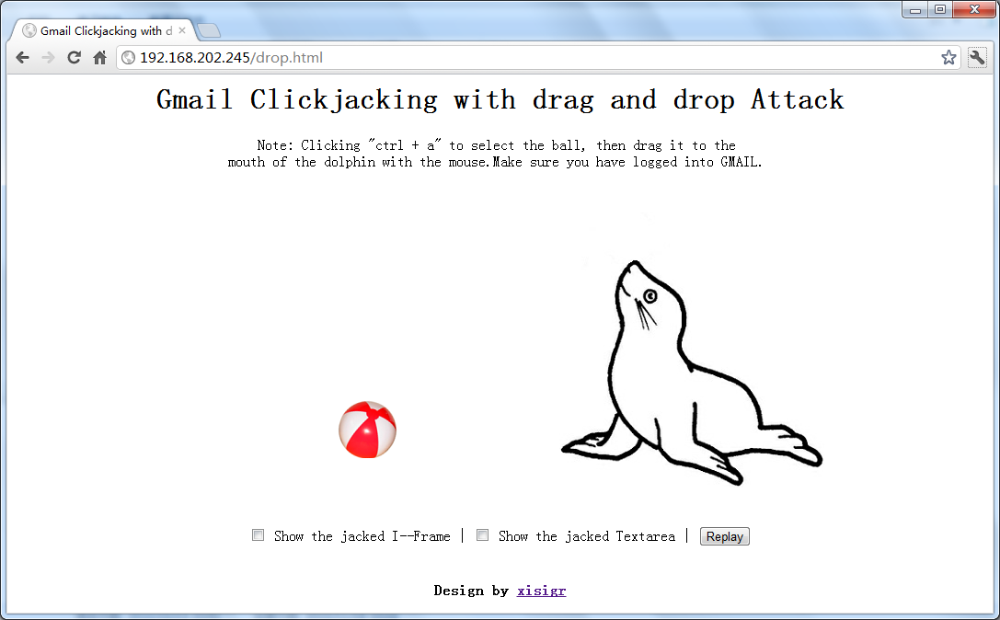 Gmail Clickjacking with d
192.168.202.245/drop.html
Gmail Clickjacking with drag and drop Attack
Note: Clicking "ctrl + a" to select the ball, then drag it to the
mouth of the dolphin with the mouse.Make sure you have logged into GMAIL.
Show the jacked I--Frame | Show the jacked Textarea | Replay
Design by xisigr